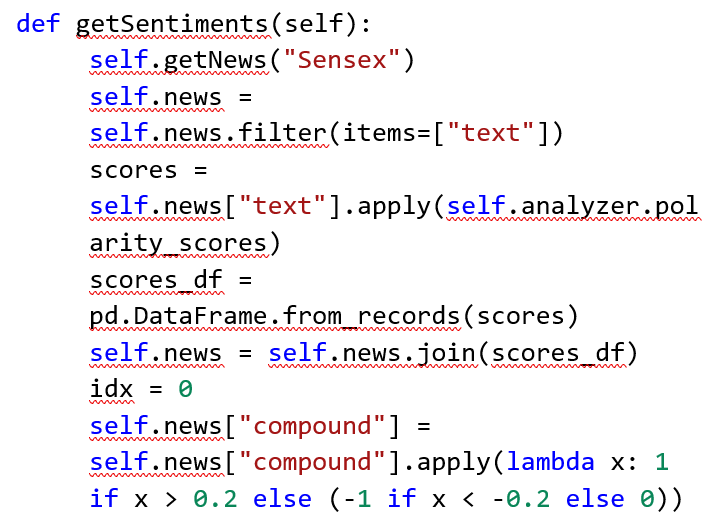 def getSentiments(self):
self.getNews("Sensex")
self.news =
self.news.filter(items=["text"])
scores =
self.news["text"].apply(self.analyzer.pol
arity_scores)
scores_df =
pd.DataFrame.from_records(scores)
self.news = self.news.join(scores_df)
idx = 0
self.news["compound"] =
self.news["compound"].apply(lambda x: 1
if x > 0.2 else (-1 if x < -0.2 else 0))